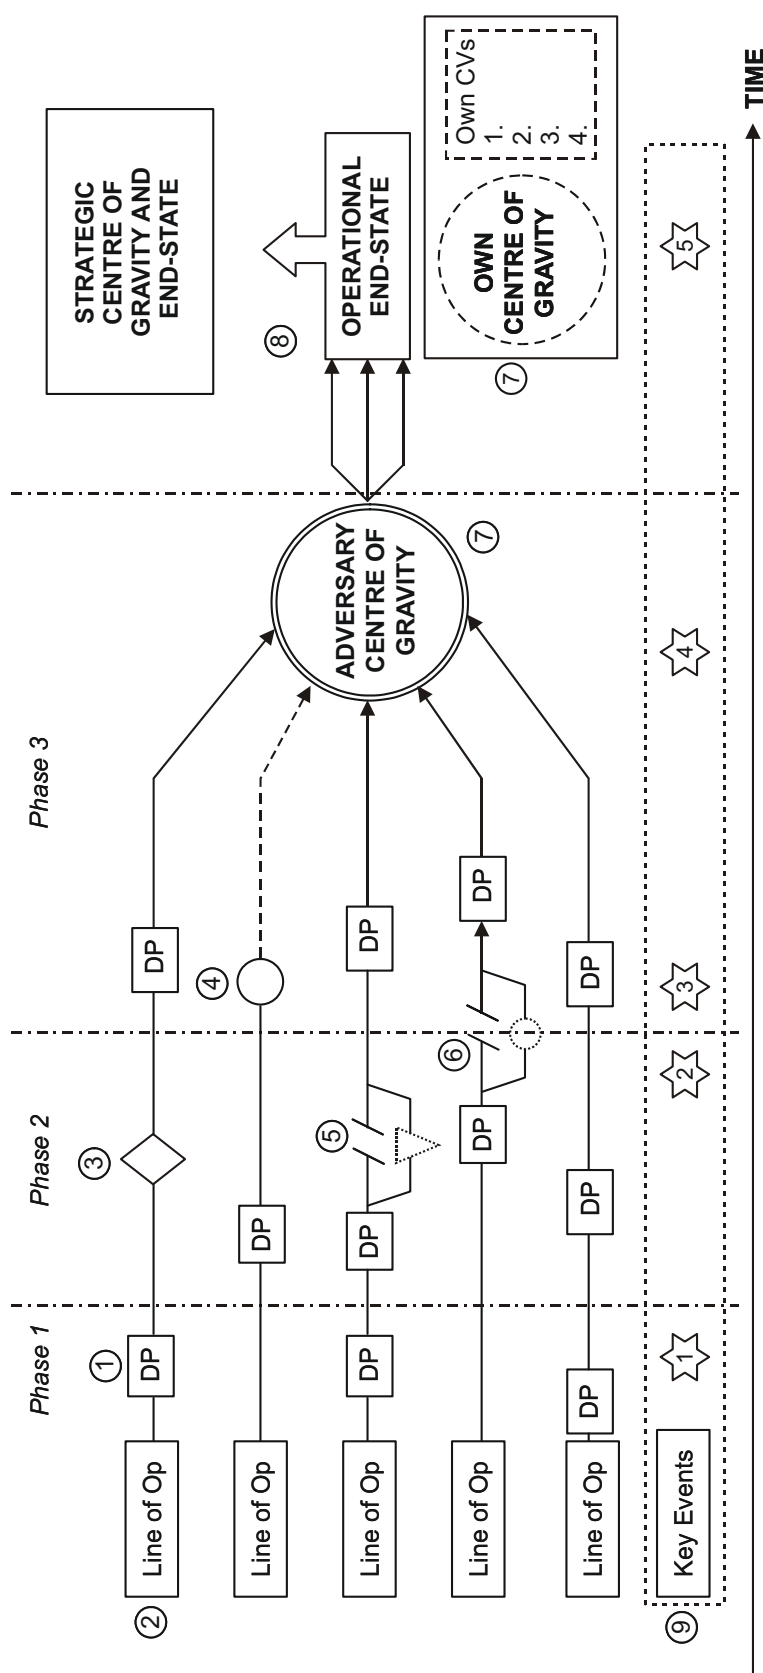 Phase 1
Phase 2
Phase 3
STRATEGIC
CENTRE OF
GRAVITY AND
END-STATE
2
Line of Op
1
DP
3
DP
Line of Op
DP
4
8
OPERATIONAL
END-STATE
Line of Op
DP
DP
5
DP
ADVERSARY
CENTRE OF
GRAVITY
7
Line of Op
DP
6
DP
7
OWN
CENTRE OF
GRAVITY
Own CVs
1.
2.
3.
4.
Line of Op
DP
DP
DP
9
Key Events
1
2
3
4
5
TIME